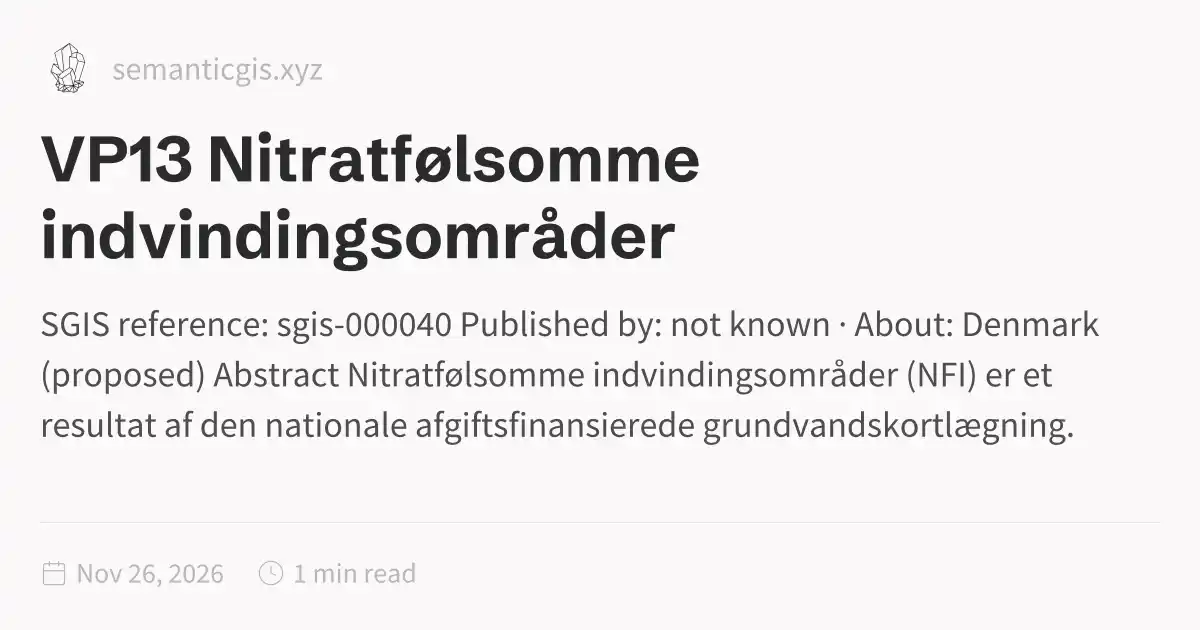 semanticgis.xyz
VP13 Nitratfølsomme
indvindingsområder
SGIS reference: sgis-000040 Published by: not known · About: Denmark
(proposed) Abstract Nitratfølsomme indvindingsområder (NFI) er et
resultat af den nationale afgiftsfinansierede grundvandskortlægning.
Nov 26, 2026 1 min read